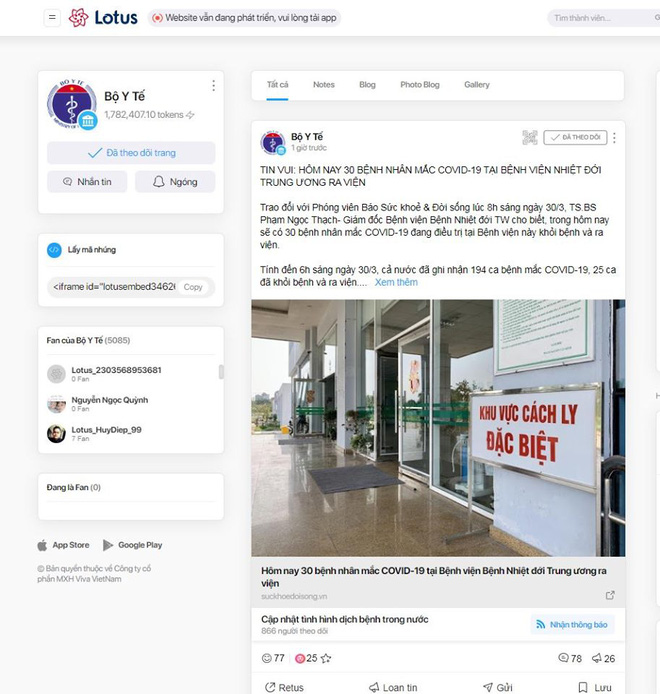 Lotus
Website vẫn đang phát triển, vui lòng tải app
Tìm thành viên...
Bộ Y Tế
1,782,407.10 tokens
Đã theo dõi trang
Nhắn tin
Ngóng
Lấy mã nhúng
<iframe id="lotusembed34626
Copy
Fan của Bộ Y Tế (5085)
Lotus_2303568953681
0 Fan
Nguyễn Ngọc Quỳnh
0 Fan
Lotus_HuyDiep_99
7 Fan
Đang là Fan (0)
App Store
Google Play
© Bản quyền thuộc về Công ty cổ
phần MXH Viva VietNam
Tất cả
Notes
Blog
Photo Blog
Gallery
Bộ Y Tế
1 giờ trước
ĐÃ THEO DÕI
TIN VUI: HÔM NAY 30 BỆNH NHÂN MẮC COVID-19 TẠI BỆNH VIỆN NHIỆT ĐỚI
TRUNG ƯƠNG RA VIỆN
Trao đổi với Phóng viên Báo Sức khoẻ & Đời sống lúc 8h sáng ngày 30/3, TS.BS
Phạm Ngọc Thạch- Giám đốc Bệnh viện Bệnh Nhiệt đới TW cho biết, trong hôm nay
sẽ có 30 bệnh nhân mắc COVID-19 đang điều trị tại Bệnh viện này khỏi bệnh và ra
viện.
Tính đến 6h sáng ngày 30/3, cả nước đã ghi nhận 194 ca bệnh mắc COVID-19, 25 ca
đã khỏi bệnh và ra viện.... Xem thêm
KHU VỰC CÁCH LY
ĐẶC BIỆT
Hôm nay 30 bệnh nhân mắc COVID-19 tại Bệnh viện Bệnh Nhiệt đới Trung ương ra
viện
suckhoedoisong.vn
Cập nhật tình hình dịch bệnh trong nước
866 người theo dõi
Nhận thông báo
77
25
78
26
Retus
Loan tin
Gửi
Lưu